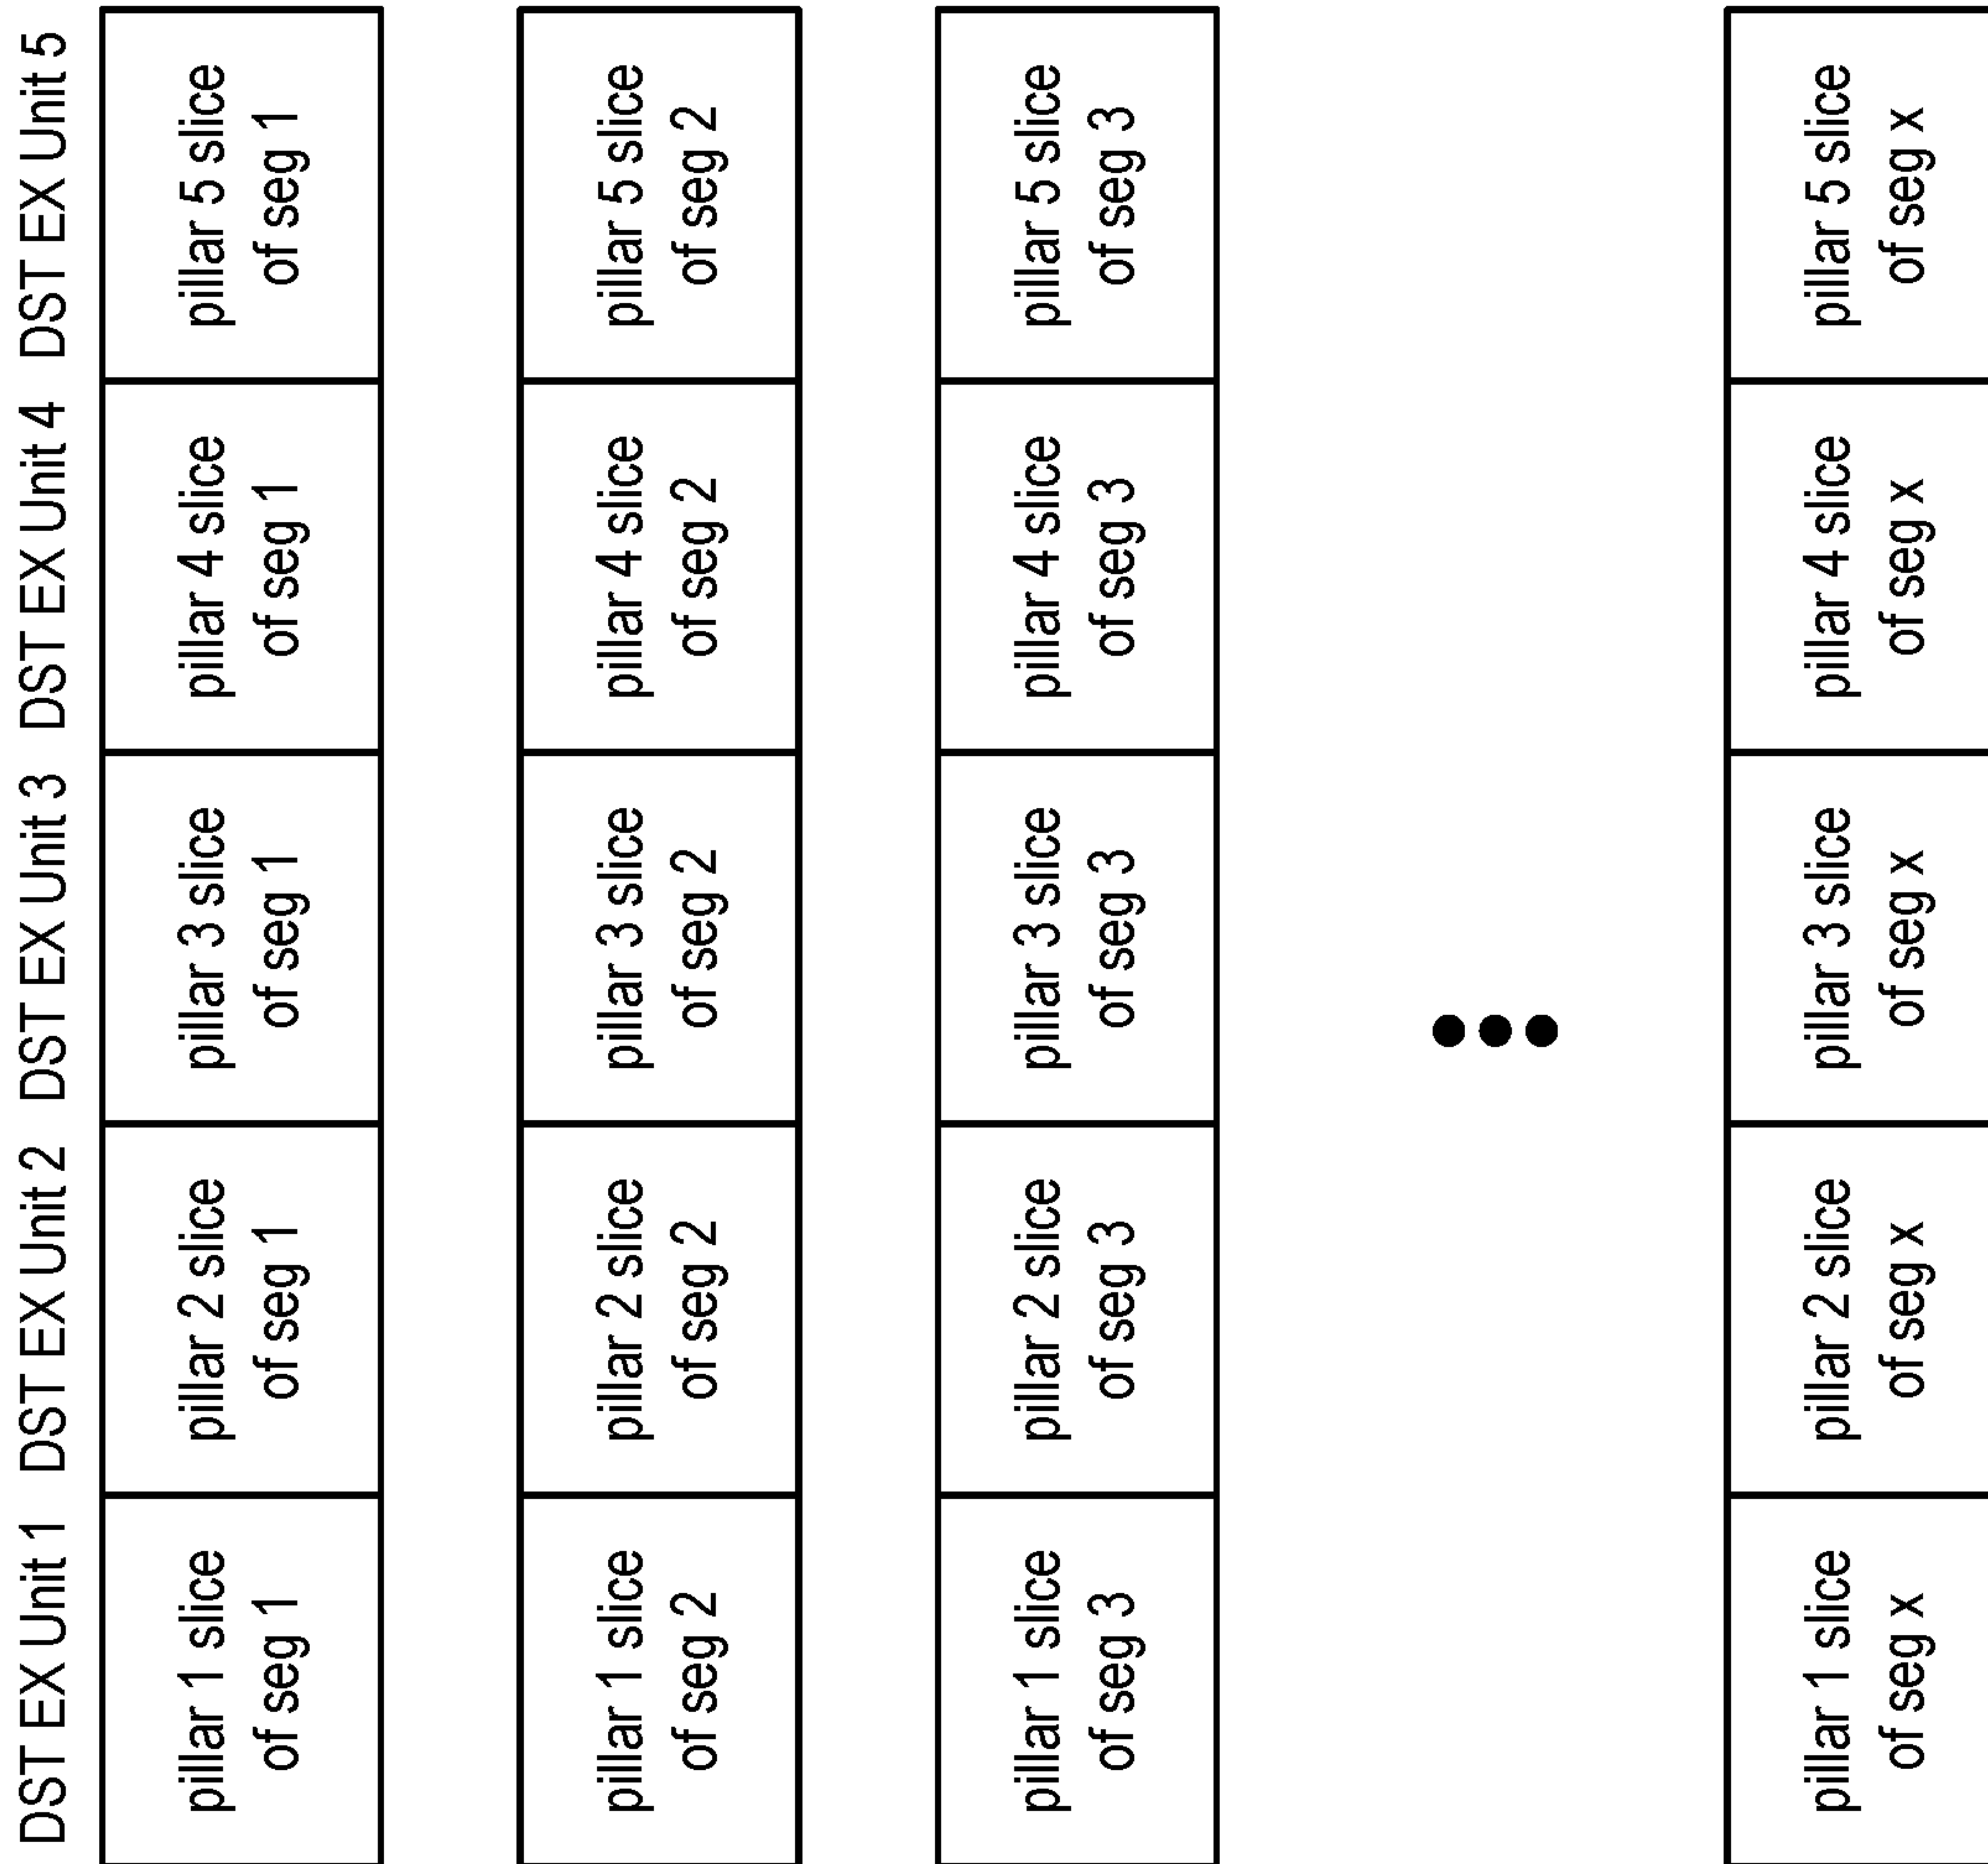 DST EX Unit 1 DST EX Unit 2 DST EX Unit 3 DST EX Unit 4 DST EX Unit 5
pillar 1 slice
of seg 1
pillar 2 slice
of seg 1
pillar 3 slice
of seg 1
pillar 4 slice
of seg 1
pillar 5 slice
of seg 1
pillar 1 slice
of seg 2
pillar 2 slice
of seg 2
pillar 3 slice
of seg 2
pillar 4 slice
of seg 2
pillar 5 slice
of seg 2
pillar 1 slice
of seg 3
pillar 2 slice
of seg 3
pillar 3 slice
of seg 3
pillar 4 slice
of seg 3
pillar 5 slice
of seg 3
pillar 1 slice
of seg x
pillar 2 slice
of seg x
pillar 3 slice
of seg x
pillar 4 slice
of seg x
pillar 5 slice
of seg x